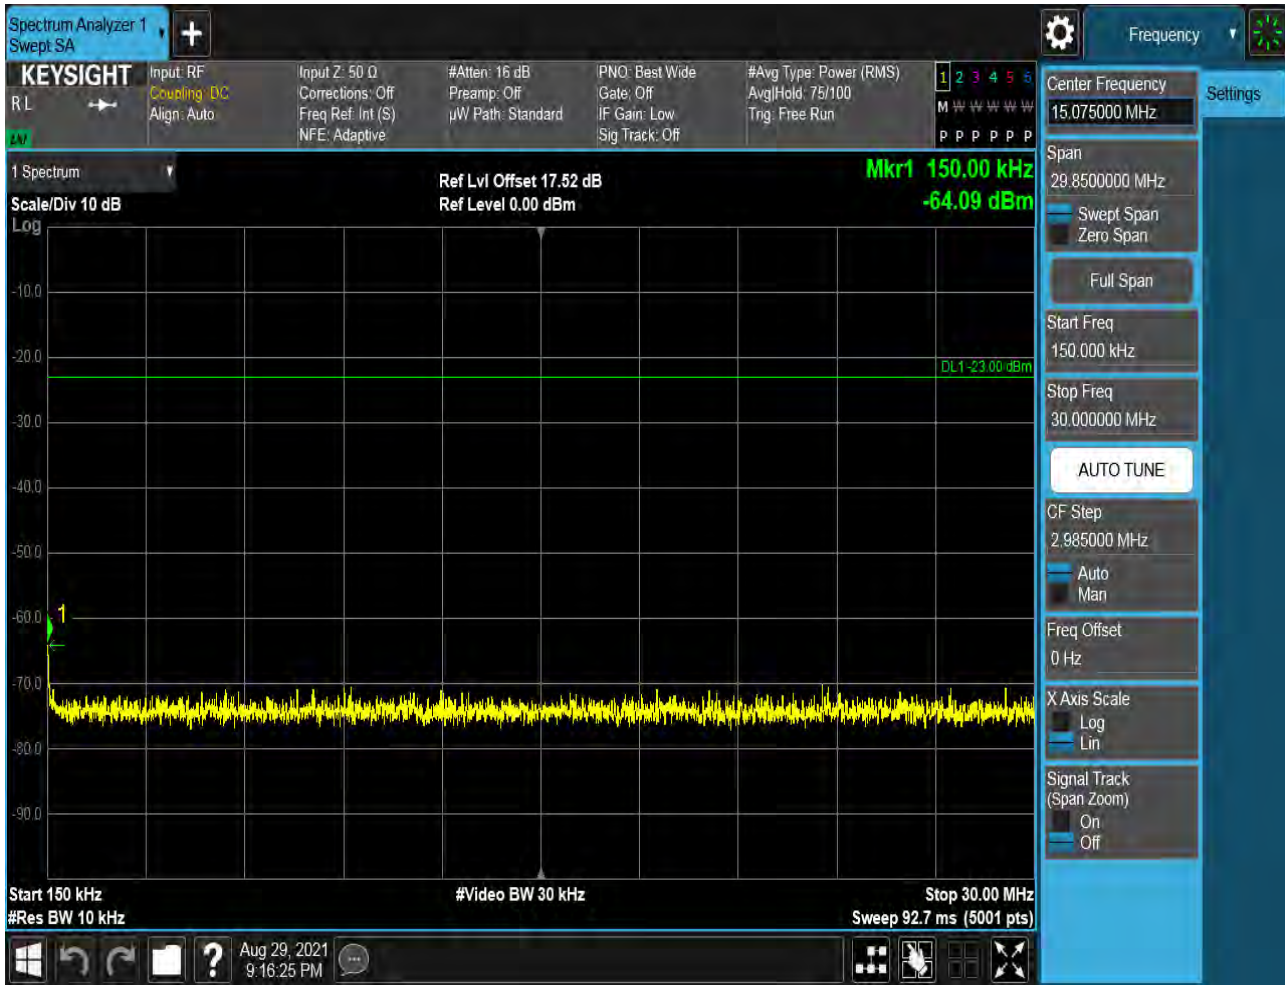 Spectrum Analyzer 1
Swept SA
+
Frequency
KEYSIGHT
R L
LNI
Input: RF
Coupling: DC
Align: Auto
Input Z: 50 Ω
Corrections: Off
Freq Ref: Int (S)
NFE: Adaptive
#Atten: 16 dB
Preamp: Off
µW Path: Standard
PNO: Best Wide
Gate: Off
IF Gain: Low
Sig Track: Off
#Avg Type: Power (RMS)
Avg|Hold: 75/100
Trig: Free Run
1 2 3 4 5 6
M W W W W W
P P P P P P
1 Spectrum
Scale/Div 10 dB
Log
Ref Lvl Offset 17.52 dB
Ref Level 0.00 dBm
Mkr1 150.00 kHz
-64.09 dBm
-10.0
-20.0
DL1 -23.00 dBm
-30.0
-40.0
-50.0
-60.0
1
-70.0
-80.0
-90.0
Start 150 kHz
#Res BW 10 kHz
#Video BW 30 kHz
Stop 30.00 MHz
Sweep 92.7 ms (5001 pts)
Center Frequency
15.075000 MHz
Settings
Span
29.8500000 MHz
Swept Span
Zero Span
Full Span
Start Freq
150.000 kHz
Stop Freq
30.000000 MHz
AUTO TUNE
CF Step
2.985000 MHz
Auto
Man
Freq Offset
0 Hz
X Axis Scale
Log
Lin
Signal Track
(Span Zoom)
On
Off
?
Aug 29, 2021
9:16:25 PM